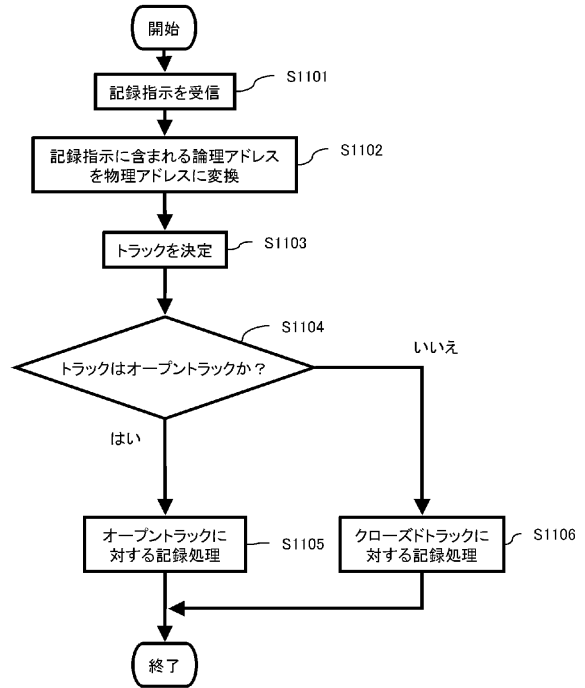 開始
記録指示を受信
S1101
記録指示に含まれる論理アドレス
を物理アドレスに変換
S1102
トラックを決定
S1103
トラックはオープントラックか？
S1104
いいえ
はい
オープントラックに
対する記録処理
S1105
クローズドトラックに
対する記録処理
S1106
終了